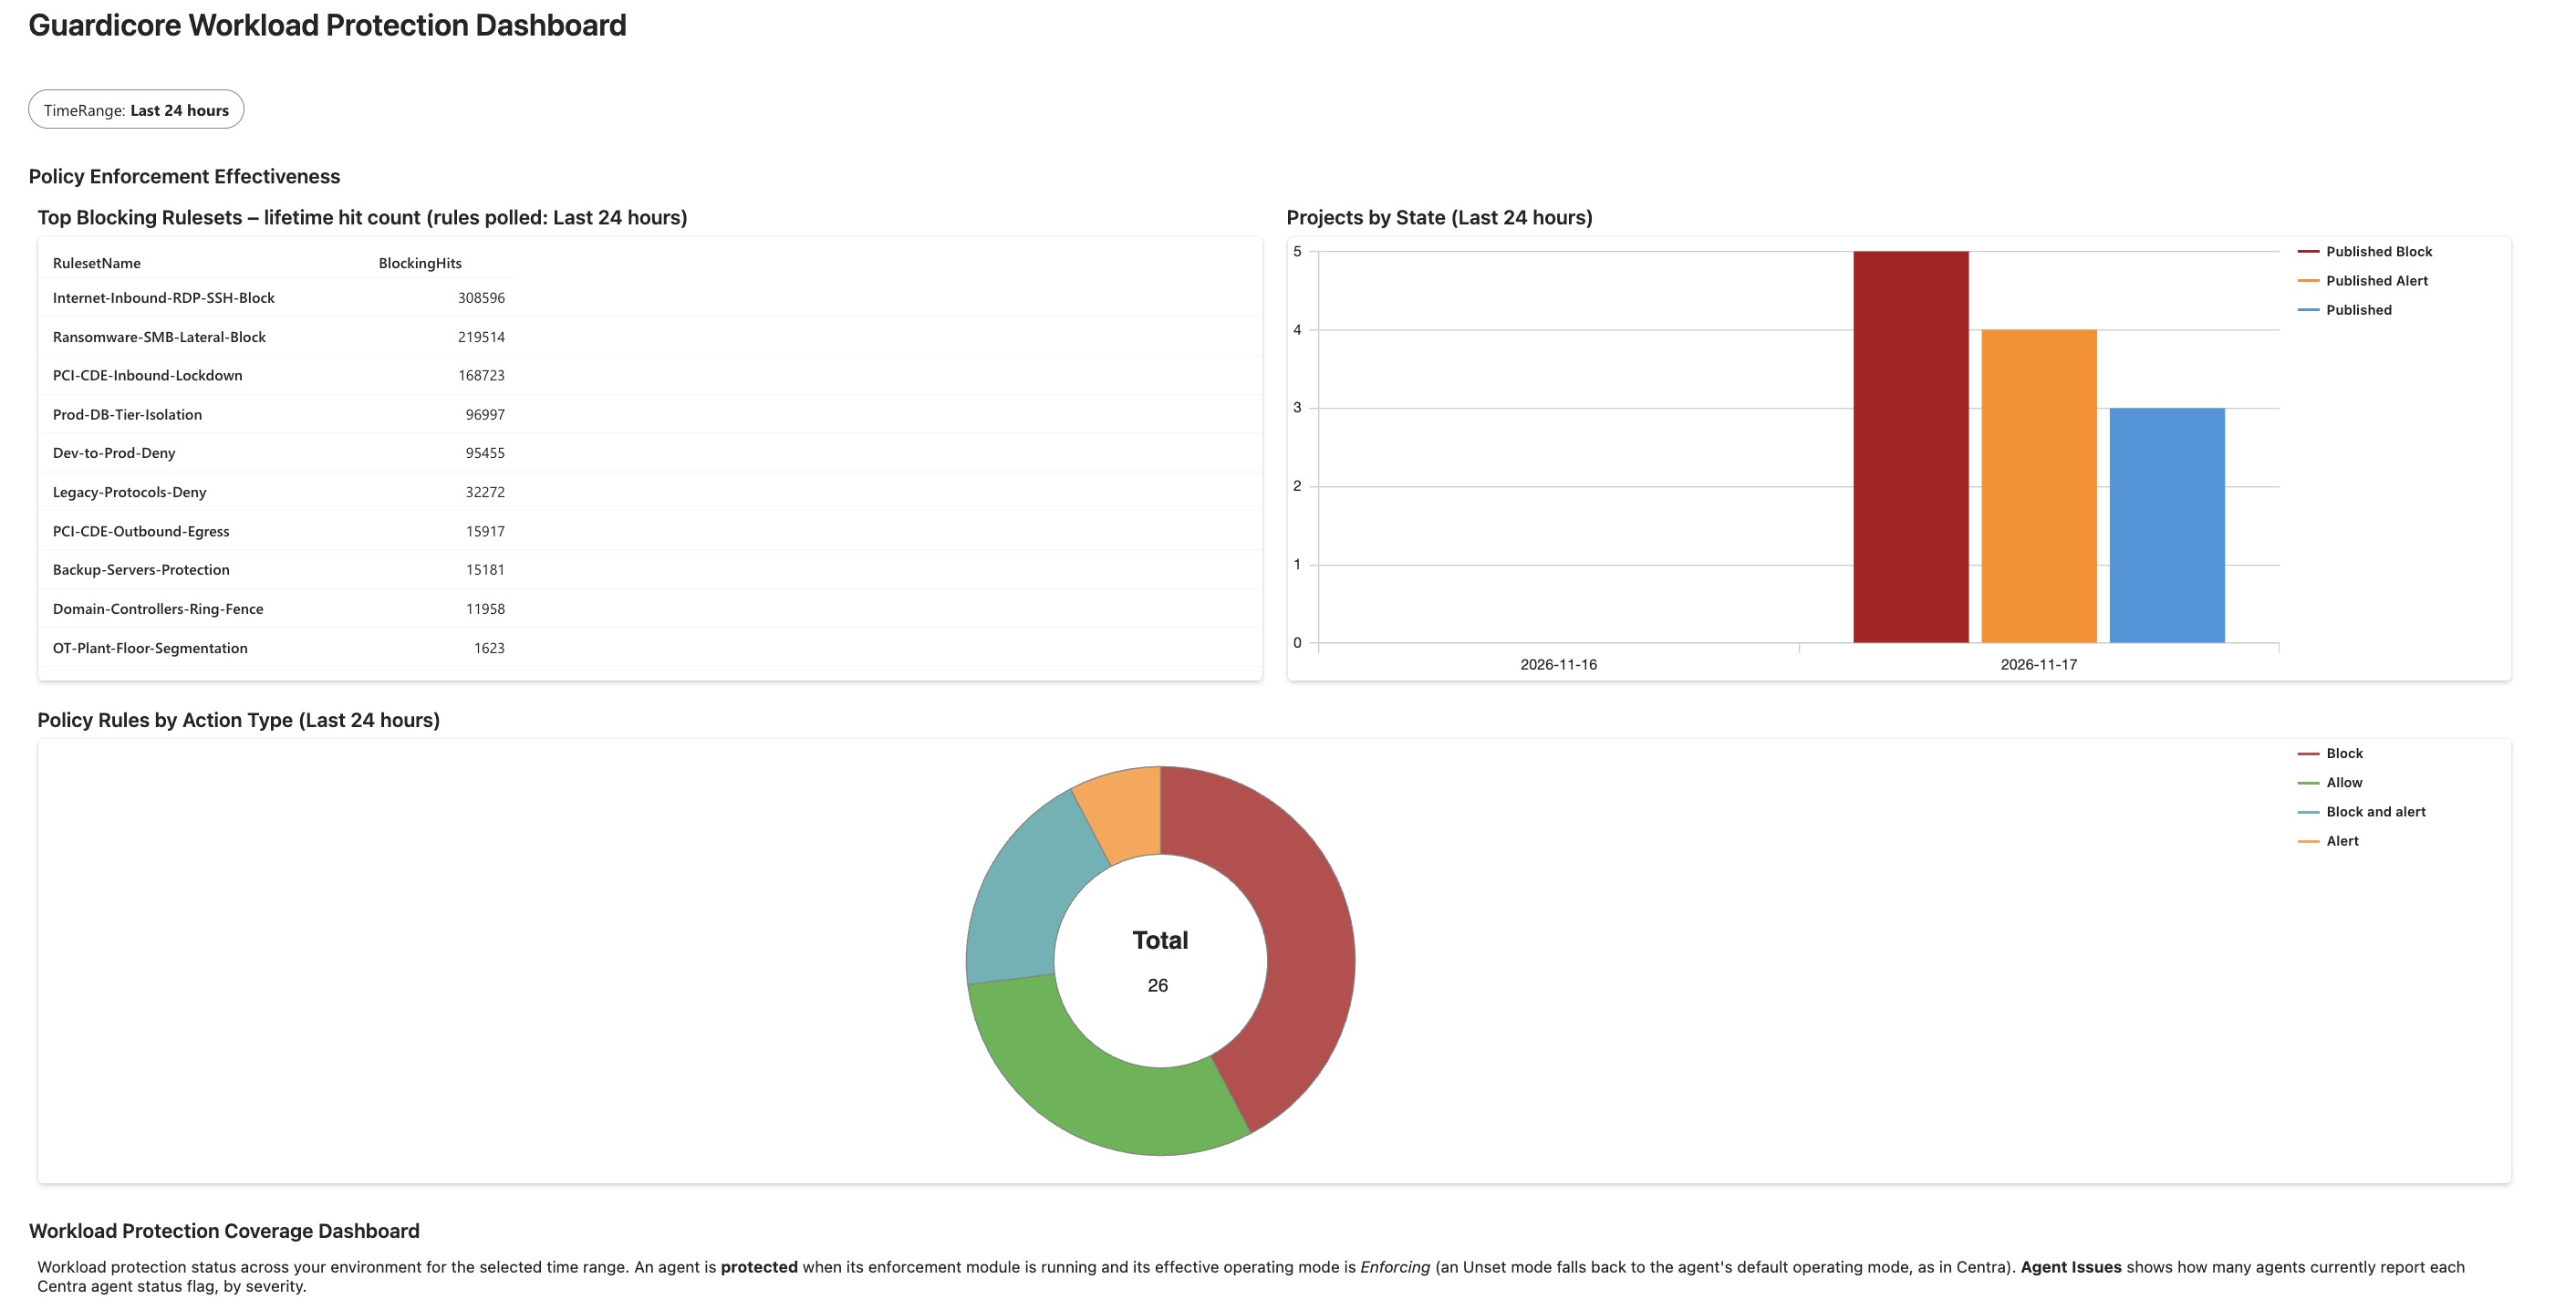 Guardicore Workload Protection Dashboard
TimeRange: Last 24 hours
Policy Enforcement Effectiveness
Top Blocking Rulesets – lifetime hit count (rules polled: Last 24 hours)
RulesetName BlockingHits
Internet-Inbound-RDP-SSH-Block 308596
Ransomware-SMB-Lateral-Block 219514
PCI-CDE-Inbound-Lockdown 168723
Prod-DB-Tier-Isolation 96997
Dev-to-Prod-Deny 95455
Legacy-Protocols-Deny 32272
PCI-CDE-Outbound-Egress 15917
Backup-Servers-Protection 15181
Domain-Controllers-Ring-Fence 11958
OT-Plant-Floor-Segmentation 1623
Projects by State (Last 24 hours)
5
4
3
2
1
0
2026-11-16 2026-11-17
Published Block
Published Alert
Published
Policy Rules by Action Type (Last 24 hours)
Total
26
Block
Allow
Block and alert
Alert
Workload Protection Coverage Dashboard
Workload protection status across your environment for the selected time range. An agent is protected when its enforcement module is running and its effective operating mode is Enforcing (an Unset mode falls back to the agent's default operating mode, as in Centra). Agent Issues shows how many agents currently report each
Centra agent status flag, by severity.